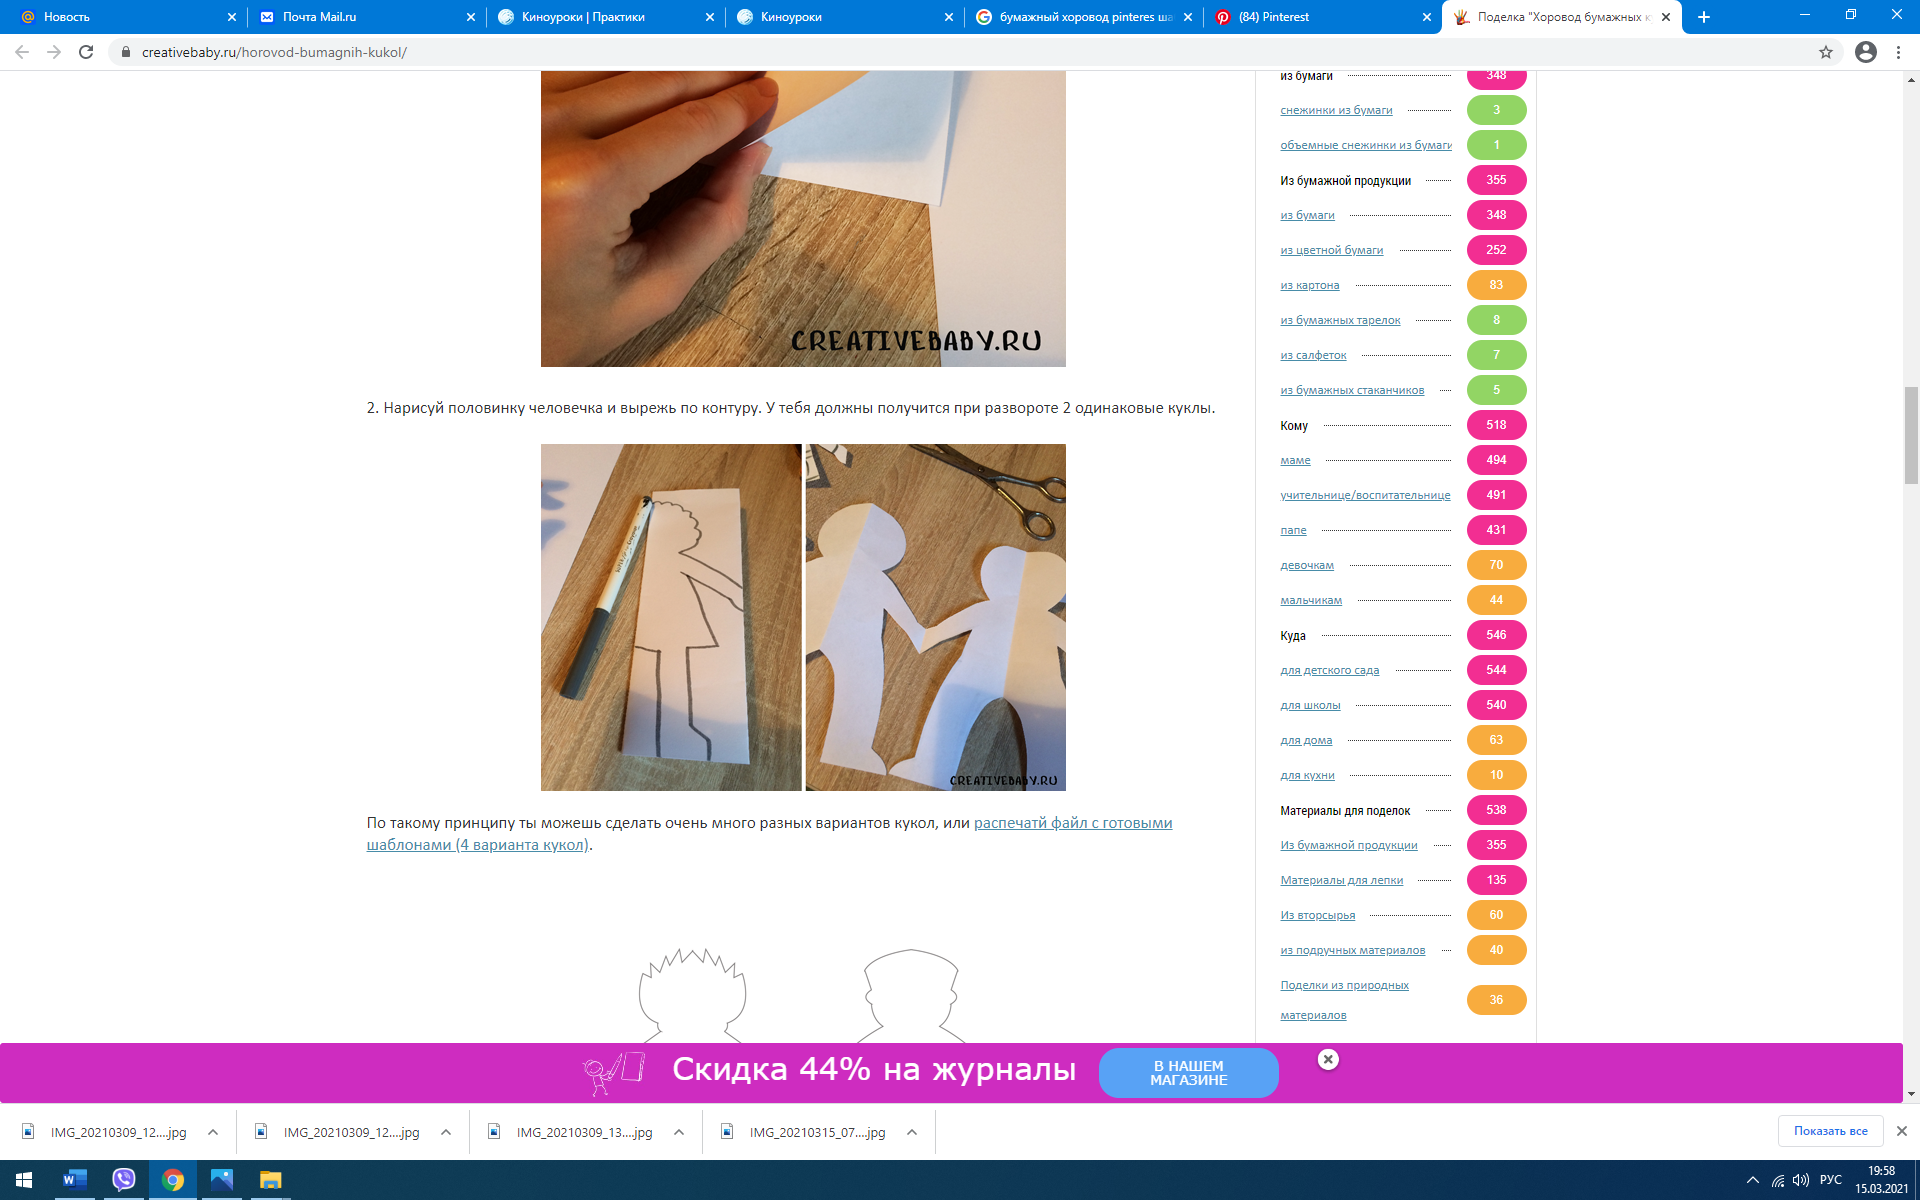 Новость
Почта Mail.ru
Киноуроки | Практики
Киноуроки
бумажный хоровод pinteres ша
(84) Pinterest
Поделка "Хоровод бумажных к
creativebaby.ru/horovod-bumagnih-kukol/
CREATIVEBABY.RU
2. Нарисуй половинку человечка и вырежь по контуру. У тебя должны получится при развороте 2 одинаковые куклы.
CREATIVEBABY.RU
По такому принципу ты можешь сделать очень много разных вариантов кукол, или распечатй файл с готовыми
шаблонами (4 варианта кукол).
из бумаги 348
снежинки из бумаги 3
объемные снежинки из бумаги 1
Из бумажной продукции 355
из бумаги 348
из цветной бумаги 252
из картона 83
из бумажных тарелок 8
из салфеток 7
из бумажных стаканчиков 5
Кому 518
маме 494
учительнице/воспитательнице 491
папе 431
девочкам 70
мальчикам 44
Куда 546
для детского сада 544
для школы 540
для дома 63
для кухни 10
Материалы для поделок 538
Из бумажной продукции 355
Материалы для лепки 135
Из вторсырья 60
из подручных материалов 40
Поделки из природных
материалов 36
Скидка 44% на журналы
В НАШЕМ
МАГАЗИНЕ
IMG_20210309_12....jpg
IMG_20210309_12....jpg
IMG_20210309_13....jpg
IMG_20210315_07....jpg
Показать все
РУС
19:58
15.03.2021